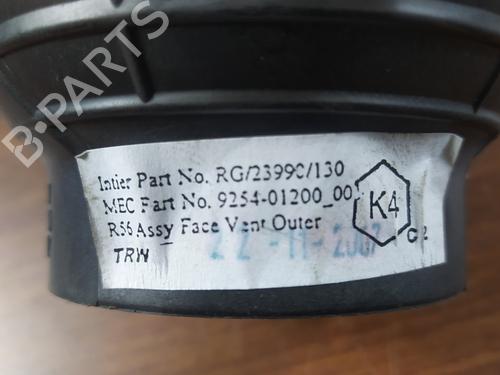 B-PARTS
Intier Part No. RG/23990/130
MEC Part No. 9254-01200_00
R56 Assy Face Vent Outer
TRW
22-11-2007
K4
C2